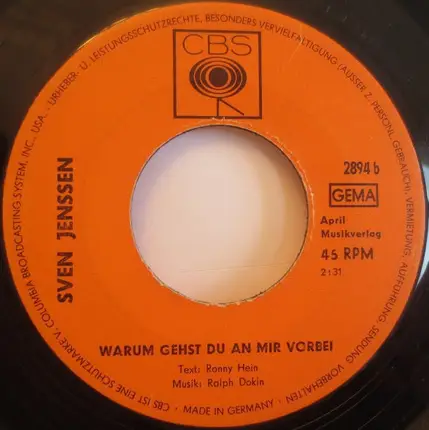 URHEBER- U. LEISTUNGSSCHUTZRECHTE, BESONDERS VERVIELFÄLTIGUNG (AUSSER Z. PERSÖNL. GEBRAUCH), VERMIETUNG, AUFFÜHRUNG, SENDUNG VORBEHALTEN
CBS
SVEN JENSSEN
2894 b
GEMA
April
Musikverlag
45 RPM
2:31
WARUM GEHST DU AN MIR VORBEI
Text: Ronny Hein
Musik: Ralph Dokin
CBS IST EINE SCHUTZMARKE V. COLUMBIA BROADCASTING SYSTEM, INC., USA.
MADE IN GERMANY